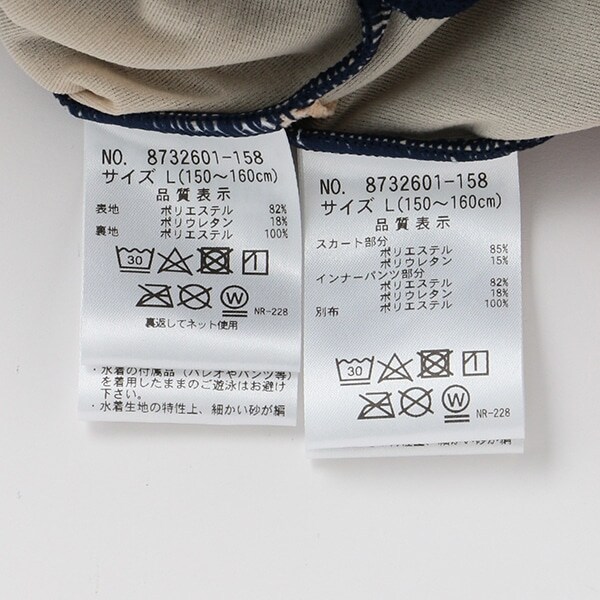 NO. 8732601-158
サイズ L(150〜160cm)
品質表示
表地 ポリエステル 82%
ポリウレタン 18%
裏地 ポリエステル 100%
30
W
NR-228
裏返してネット使用
・水着の付属品(パレオやパンツ等)
を着用したままのご遊泳はお避け
下さい。
・水着生地の特性上、細かい砂が繊
NO. 8732601-158
サイズ L(150〜160cm)
品質表示
スカート部分
ポリエステル 85%
ポリウレタン 15%
インナーパンツ部分
ポリエステル 82%
ポリウレタン 18%
別布 ポリエステル 100%
30
W
NR-228